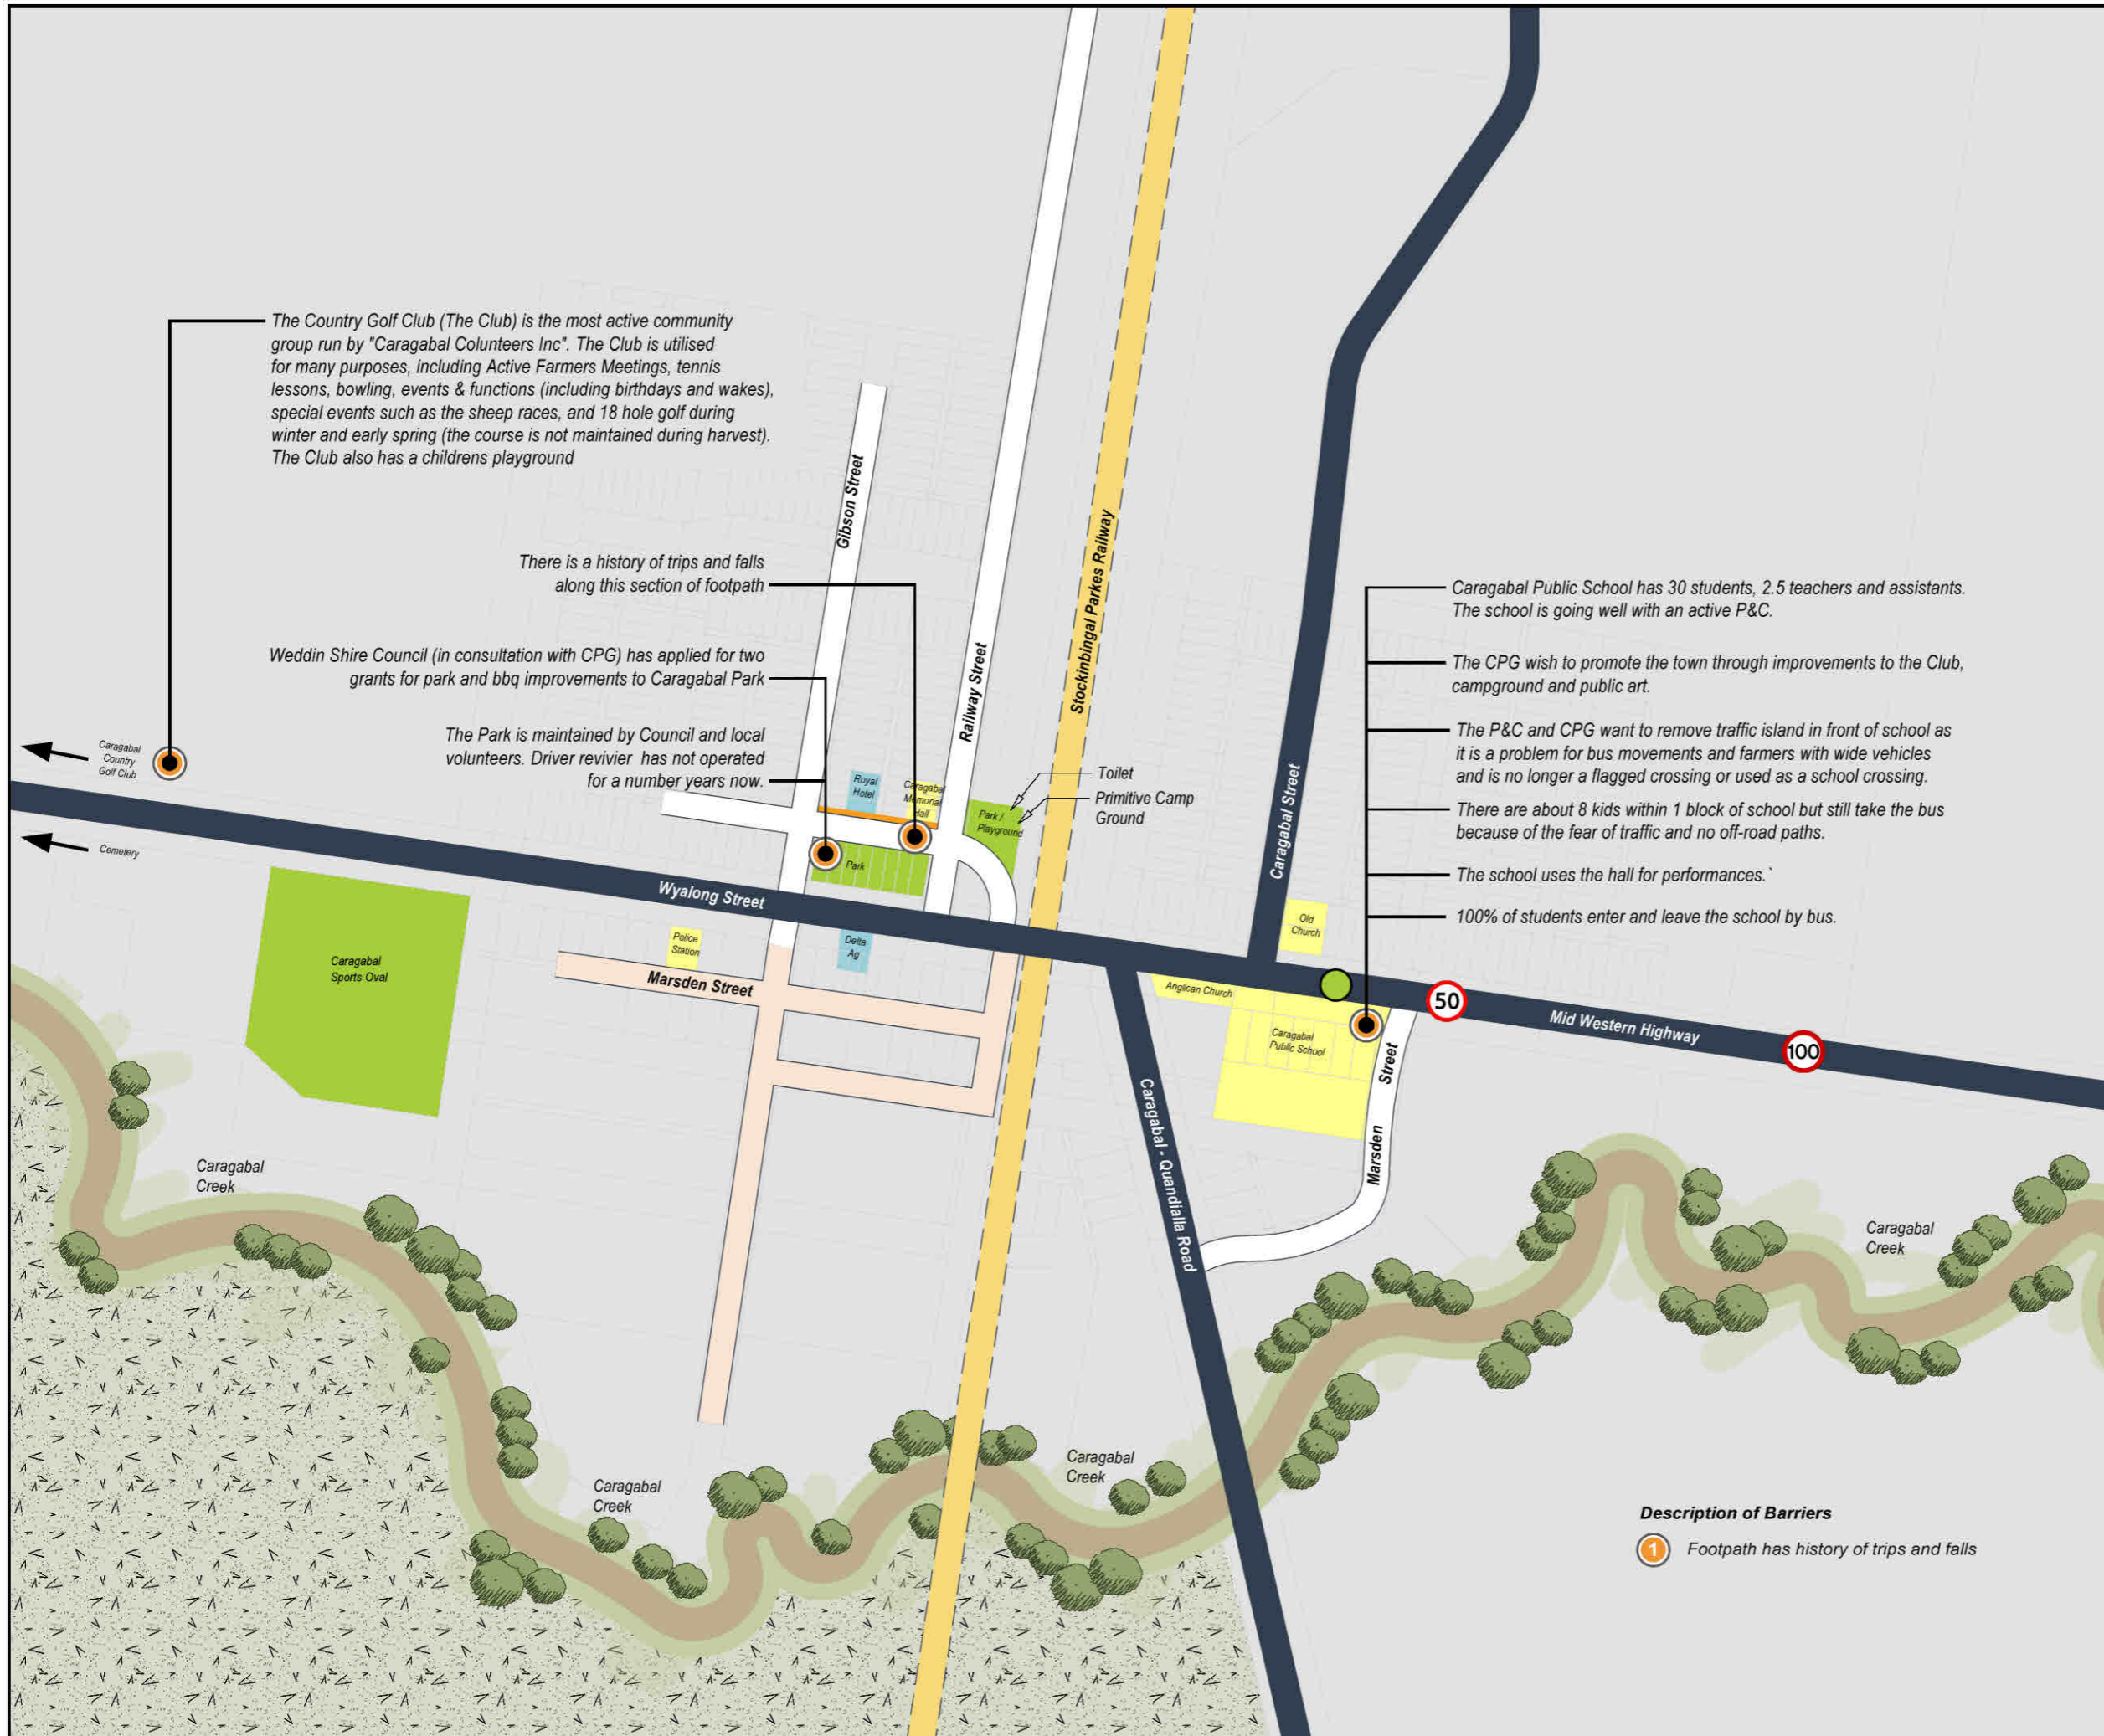 The Country Golf Club (The Club) is the most active community
group run by "Caragabal Colunteers Inc". The Club is utilised
for many purposes, including Active Farmers Meetings, tennis
lessons, bowling, events & functions (including birthdays and wakes),
special events such as the sheep races, and 18 hole golf during
winter and early spring (the course is not maintained during harvest).
The Club also has a childrens playground
Gibson Street
There is a history of trips and falls
along this section of footpath
Weddin Shire Council (in consultation with CPG) has applied for two
grants for park and bbq improvements to Caragabal Park
The Park is maintained by Council and local
volunteers. Driver revivier has not operated
for a number years now.
Railway Street
Stockinbingal Parkes Railway
Caragabal Public School has 30 students, 2.5 teachers and assistants.
The school is going well with an active P&C.
The CPG wish to promote the town through improvements to the Club,
campground and public art.
The P&C and CPG want to remove traffic island in front of school as
it is a problem for bus movements and farmers with wide vehicles
and is no longer a flagged crossing or used as a school crossing.
There are about 8 kids within 1 block of school but still take the bus
because of the fear of traffic and no off-road paths.
The school uses the hall for performances.`
100% of students enter and leave the school by bus.
Caragabal
Country
Golf Club
Cemetery
Royal
Hotel
Caragabal
Memorial
Hall
Park /
Playground
Toilet
Primitive Camp
Ground
Park
Caragabal Street
Wyalong Street
Old
Church
Police
Station
Delta
Ag
Marsden Street
Caragabal
Sports Oval
Anglican Church
Caragabal
Public School
50
Mid Western Highway
100
Marsden Street
Caragabal - Quandialla Road
Caragabal
Creek
Caragabal
Creek
Caragabal
Creek
Caragabal
Creek
Description of Barriers
1 Footpath has history of trips and falls